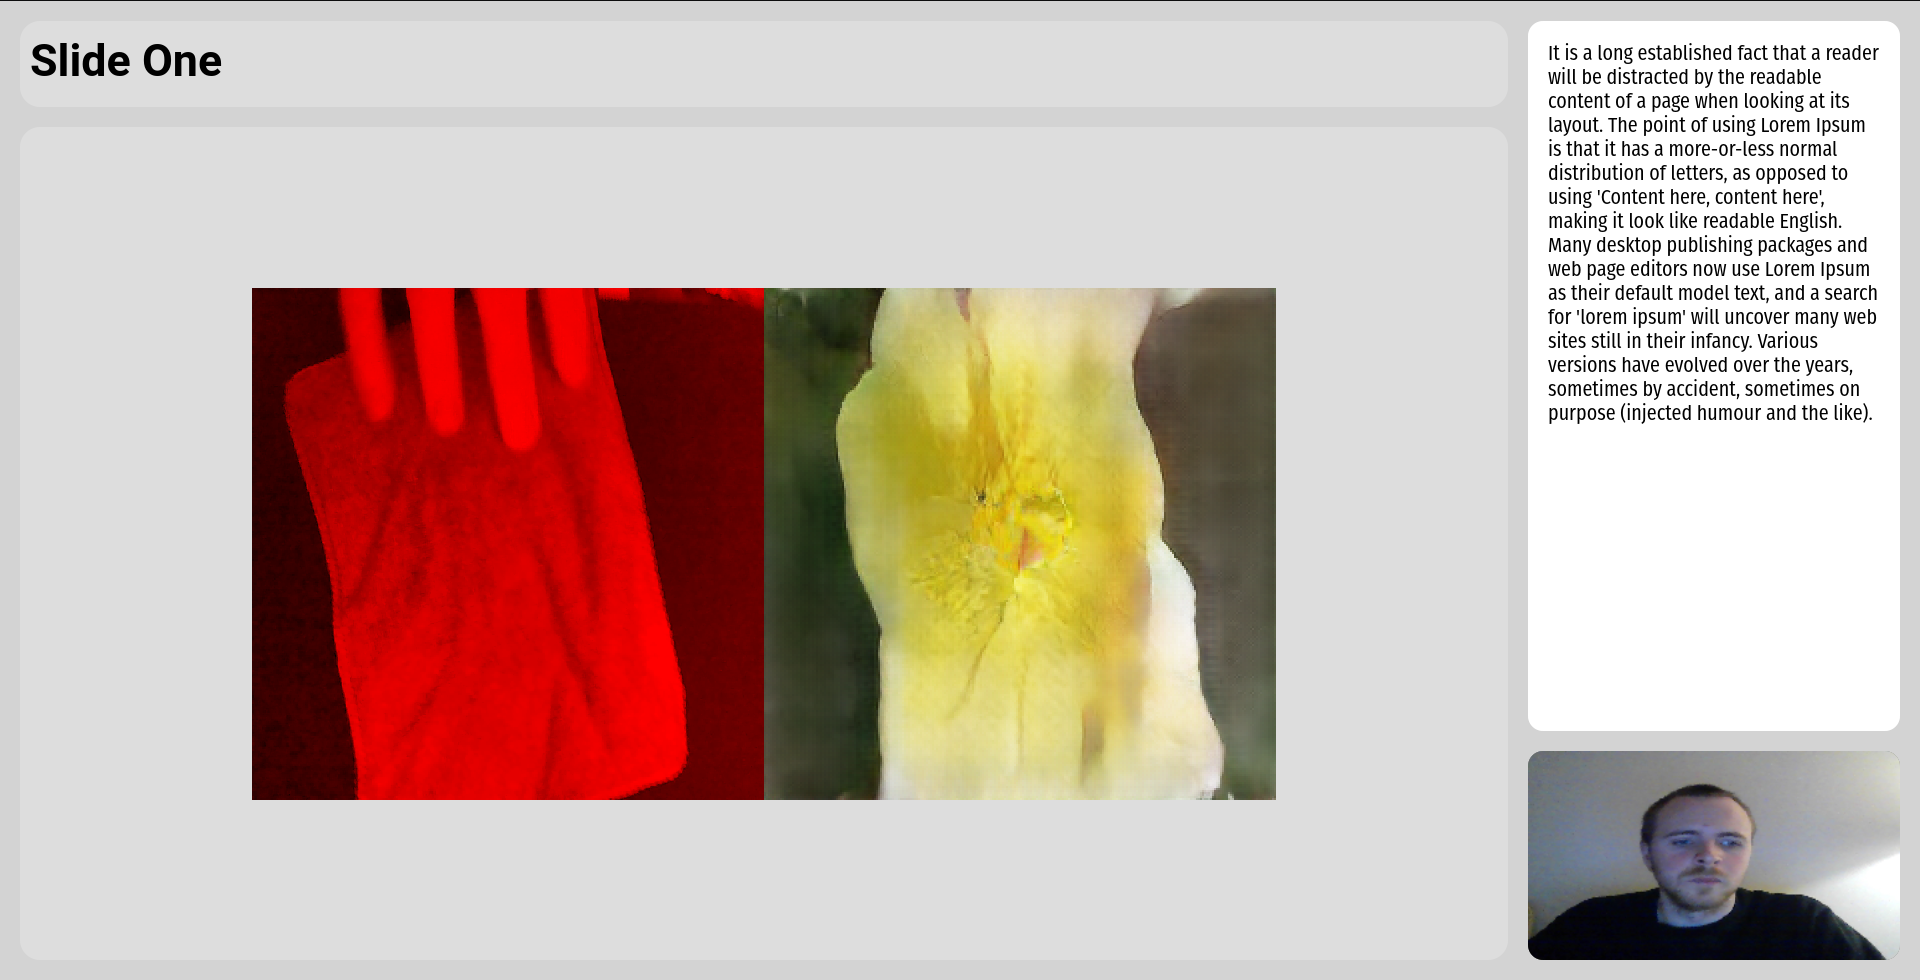 Slide One
It is a long established fact that a reader
will be distracted by the readable
content of a page when looking at its
layout. The point of using Lorem Ipsum
is that it has a more-or-less normal
distribution of letters, as opposed to
using 'Content here, content here',
making it look like readable English.
Many desktop publishing packages and
web page editors now use Lorem Ipsum
as their default model text, and a search
for 'lorem ipsum' will uncover many web
sites still in their infancy. Various
versions have evolved over the years,
sometimes by accident, sometimes on
purpose (injected humour and the like).